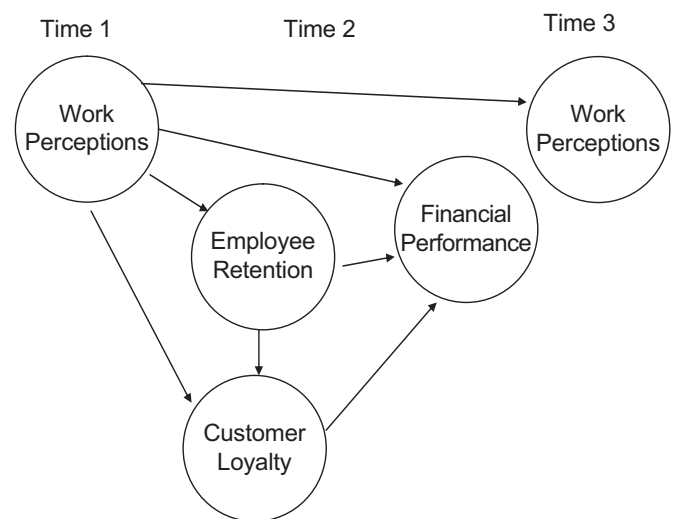 Time 1
Time 2
Time 3
Work
Perceptions
Work
Perceptions
Financial
Performance
Employee
Retention
Customer
Loyalty